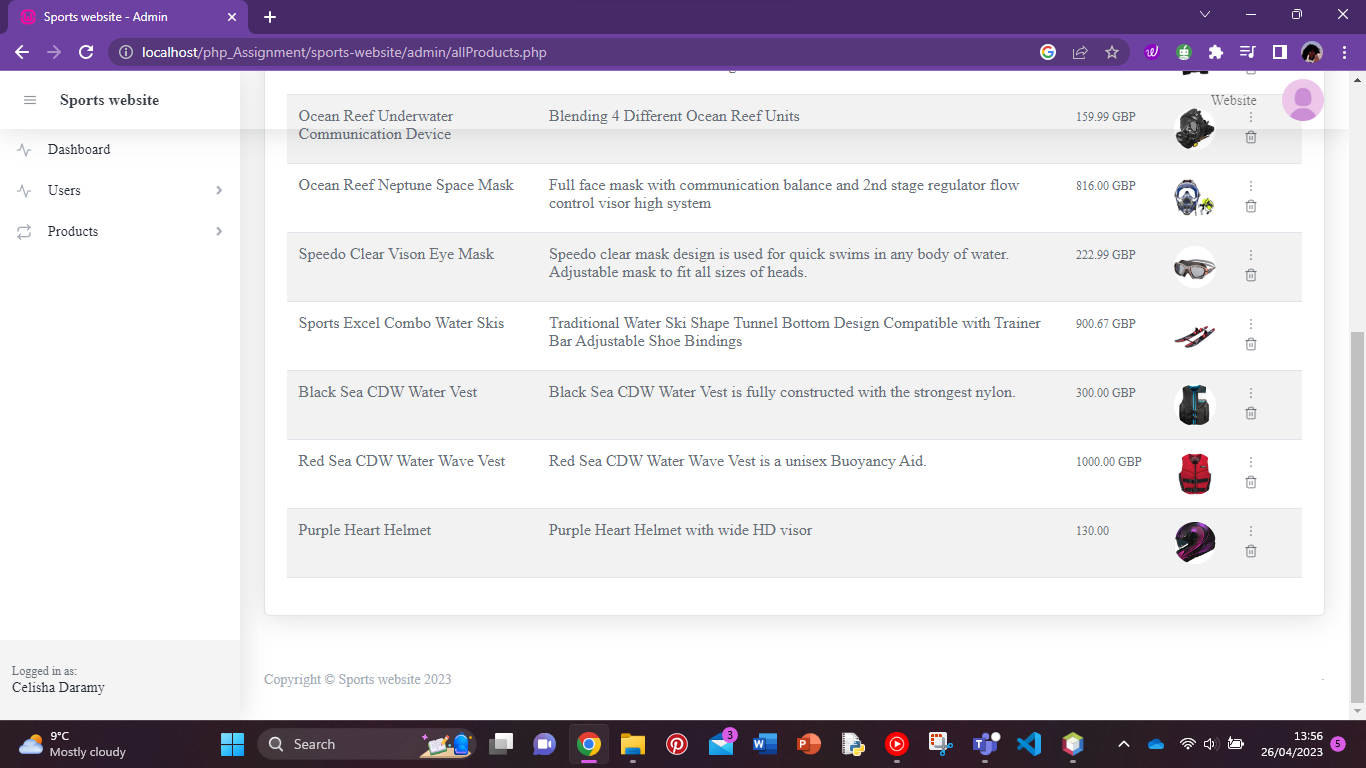 Sports website - Admin
localhost/php_Assignment/sports-website/admin/allProducts.php
Sports website
Website
Dashboard
Users
Products
Ocean Reef Underwater
Communication Device
Blending 4 Different Ocean Reef Units
159.99 GBP
Ocean Reef Neptune Space Mask
Full face mask with communication balance and 2nd stage regulator flow
control visor high system
816.00 GBP
Speedo Clear Vison Eye Mask
Speedo clear mask design is used for quick swims in any body of water.
Adjustable mask to fit all sizes of heads.
222.99 GBP
Sports Excel Combo Water Skis
Traditional Water Ski Shape Tunnel Bottom Design Compatible with Trainer
Bar Adjustable Shoe Bindings
900.67 GBP
Black Sea CDW Water Vest
Black Sea CDW Water Vest is fully constructed with the strongest nylon.
300.00 GBP
Red Sea CDW Water Wave Vest
Red Sea CDW Water Wave Vest is a unisex Buoyancy Aid.
1000.00 GBP
Purple Heart Helmet
Purple Heart Helmet with wide HD visor
130.00
Logged in as:
Celisha Daramy
Copyright © Sports website 2023
-
9°C
Mostly cloudy
Search
3
13:56
26/04/2023
5